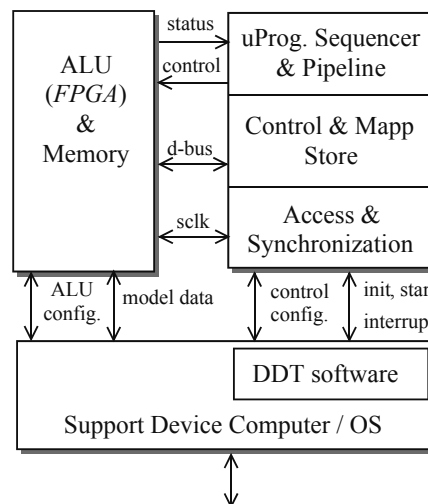 status
uProg. Sequencer
& Pipeline
control
ALU
(FPGA)
&
Memory
d-bus
Control & Mapp
Store
sclk
Access &
Synchronization
ALU
config.
model data
control
config.
init, star
interrup
DDT software
Support Device Computer / OS